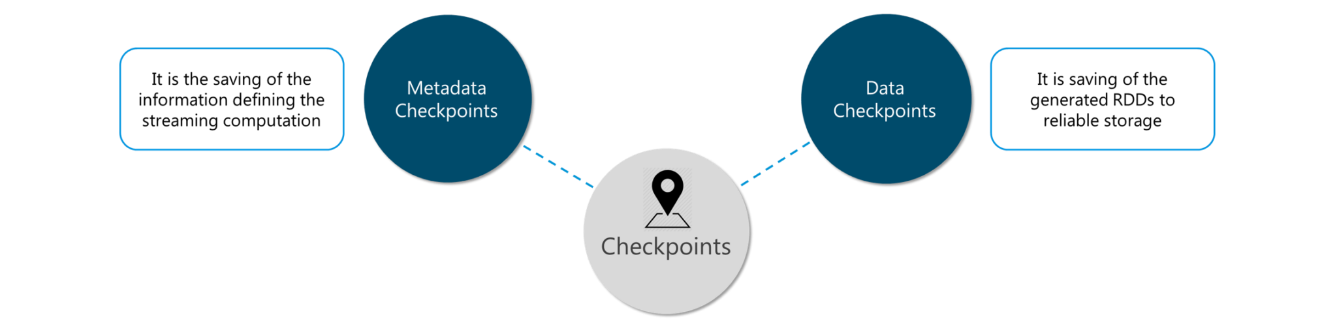 It is the saving of the
information defining the
streaming computation
Metadata
Checkpoints
Data
Checkpoints
It is saving of the
generated RDDs to
reliable storage
Checkpoints